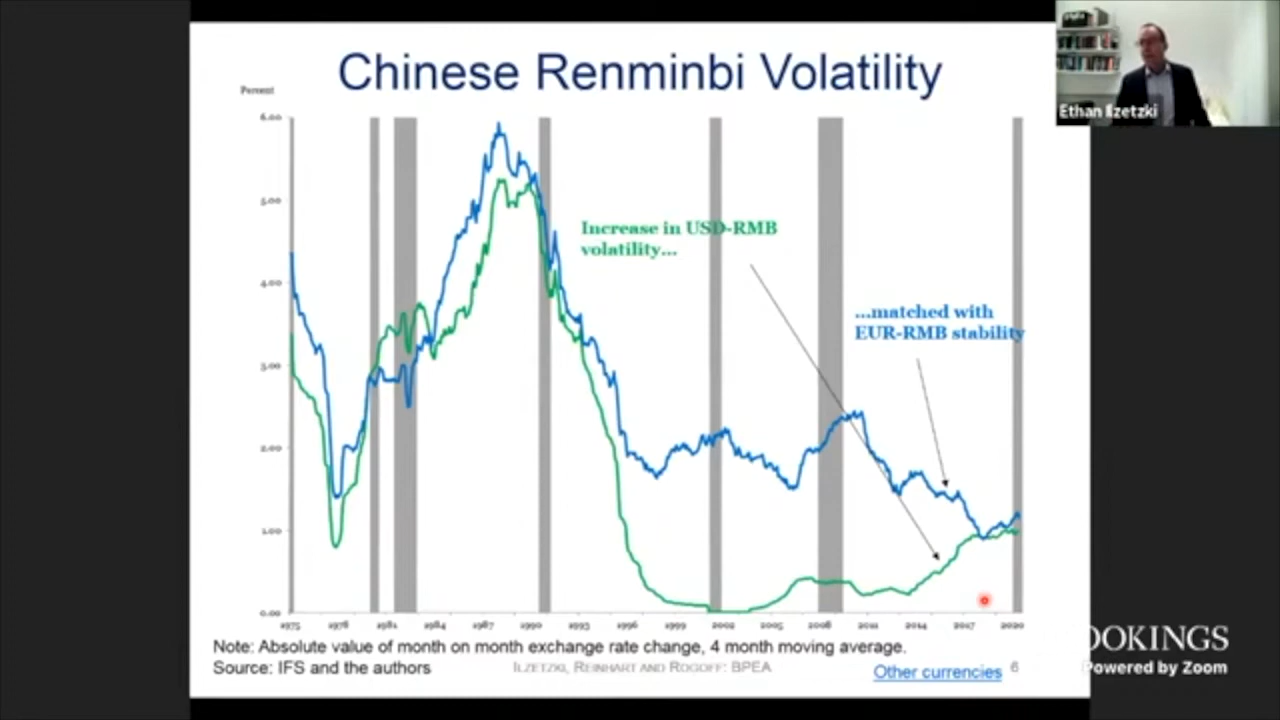 Chinese Renminbi Volatility
Percent
6.00
5.00
4.00
3.00
2.00
1.00
0.00
Increase in USD-RMB
volatility...
...matched with
EUR-RMB stability
1975 1978 1981 1984 1987 1990 1993 1996 1999 2002 2005 2008 2011 2014 2017 2020
Note: Absolute value of month on month exchange rate change, 4 month moving average.
Source: IFS and the authors
ILZETZKI, REINHART AND ROGOFF: BPEA
Other currencies
6
Ethan Ilzetzki
OOKINGS
Powered by Zoom